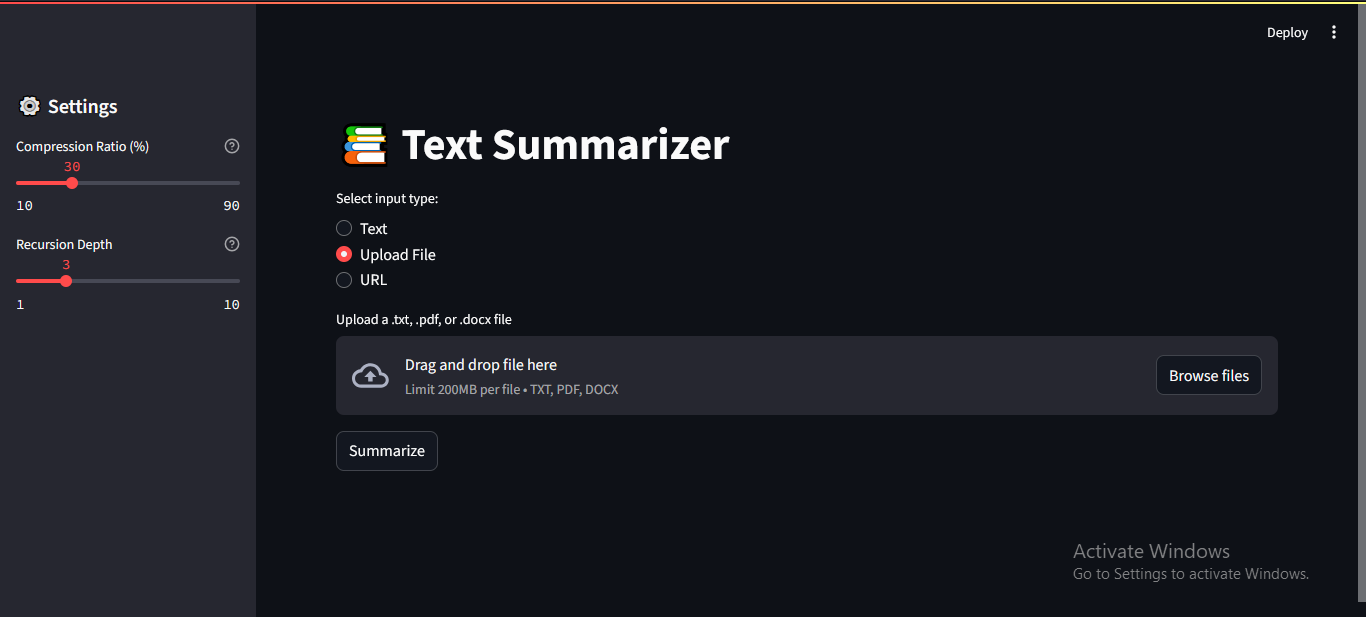 Deploy
Settings
Compression Ratio (%)
30
10 90
Recursion Depth
3
1 10
Text Summarizer
Select input type:
Text
Upload File
URL
Upload a .txt, .pdf, or .docx file
Drag and drop file here
Limit 200MB per file • TXT, PDF, DOCX
Browse files
Summarize
Activate Windows
Go to Settings to activate Windows.